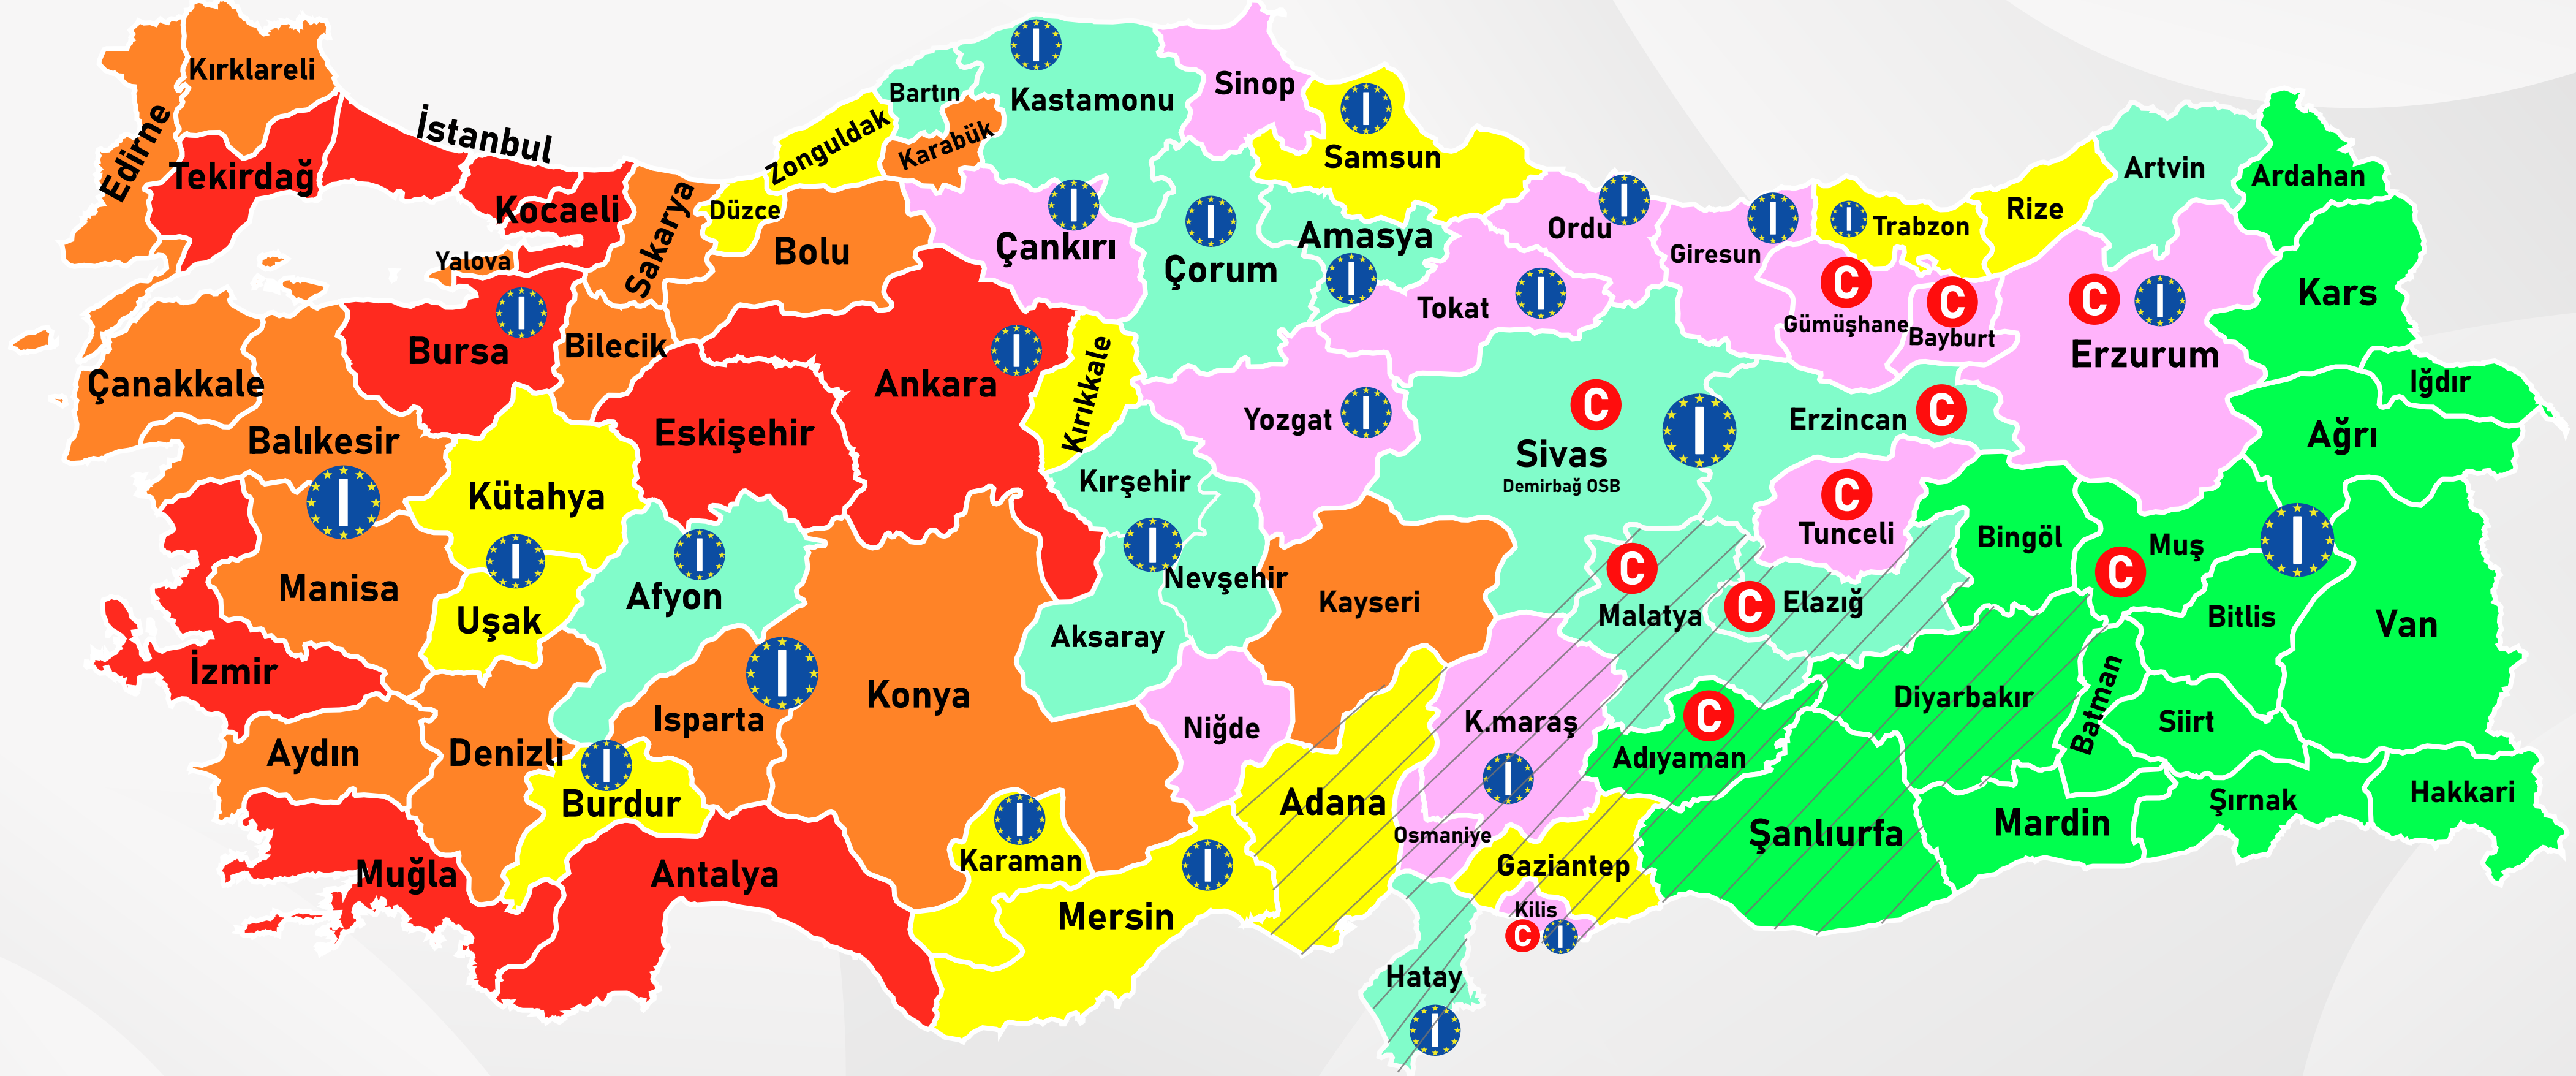 Kırklareli
Edirne
Tekirdağ
İstanbul
Kocaeli
Yalova
Sakarya
Düzce
Zonguldak
Bartın
Karabük
Kastamonu
Sinop
Samsun
Bolu
Çankırı
Çorum
Amasya
I
I
I
I
I
Ordu
I
Giresun
I
I
Trabzon
Rize
Artvin
Ardahan
Kars
Iğdır
Ağrı
Tokat
I
C
Gümüşhane
C
Bayburt
C
I
Erzurum
Çanakkale
Balıkesir
I
Bursa
I
Bilecik
Eskişehir
Ankara
I
Kırıkkale
Yozgat
I
C
Sivas
Demirbağ OSB
I
Erzincan
C
C
Tunceli
Bingöl
C
Muş
I
Bitlis
Van
Kütahya
I
Uşak
Manisa
İzmir
Afyon
I
Kırşehir
I
Nevşehir
Aksaray
Kayseri
C
Malatya
C
Elazığ
Aydın
Denizli
Isparta
I
Konya
Niğde
K.maraş
I
C
Adıyaman
Diyarbakır
Batman
Siirt
Şırnak
Hakkari
Muğla
Burdur
I
Antalya
Karaman
I
Mersin
I
Adana
Osmaniye
Gaziantep
Kilis
C
I
Şanlıurfa
Mardin
Hatay
I